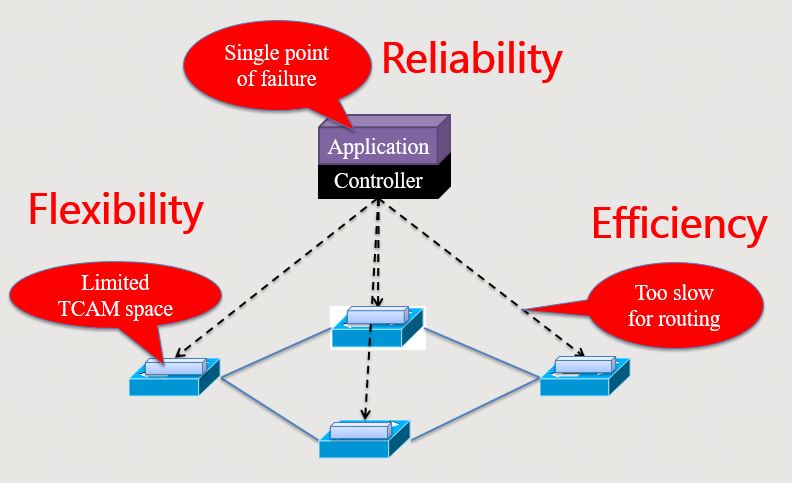 Single point
of failure
Reliability
Application
Controller
Flexibility
Efficiency
Limited
TCAM space
Too slow
for routing